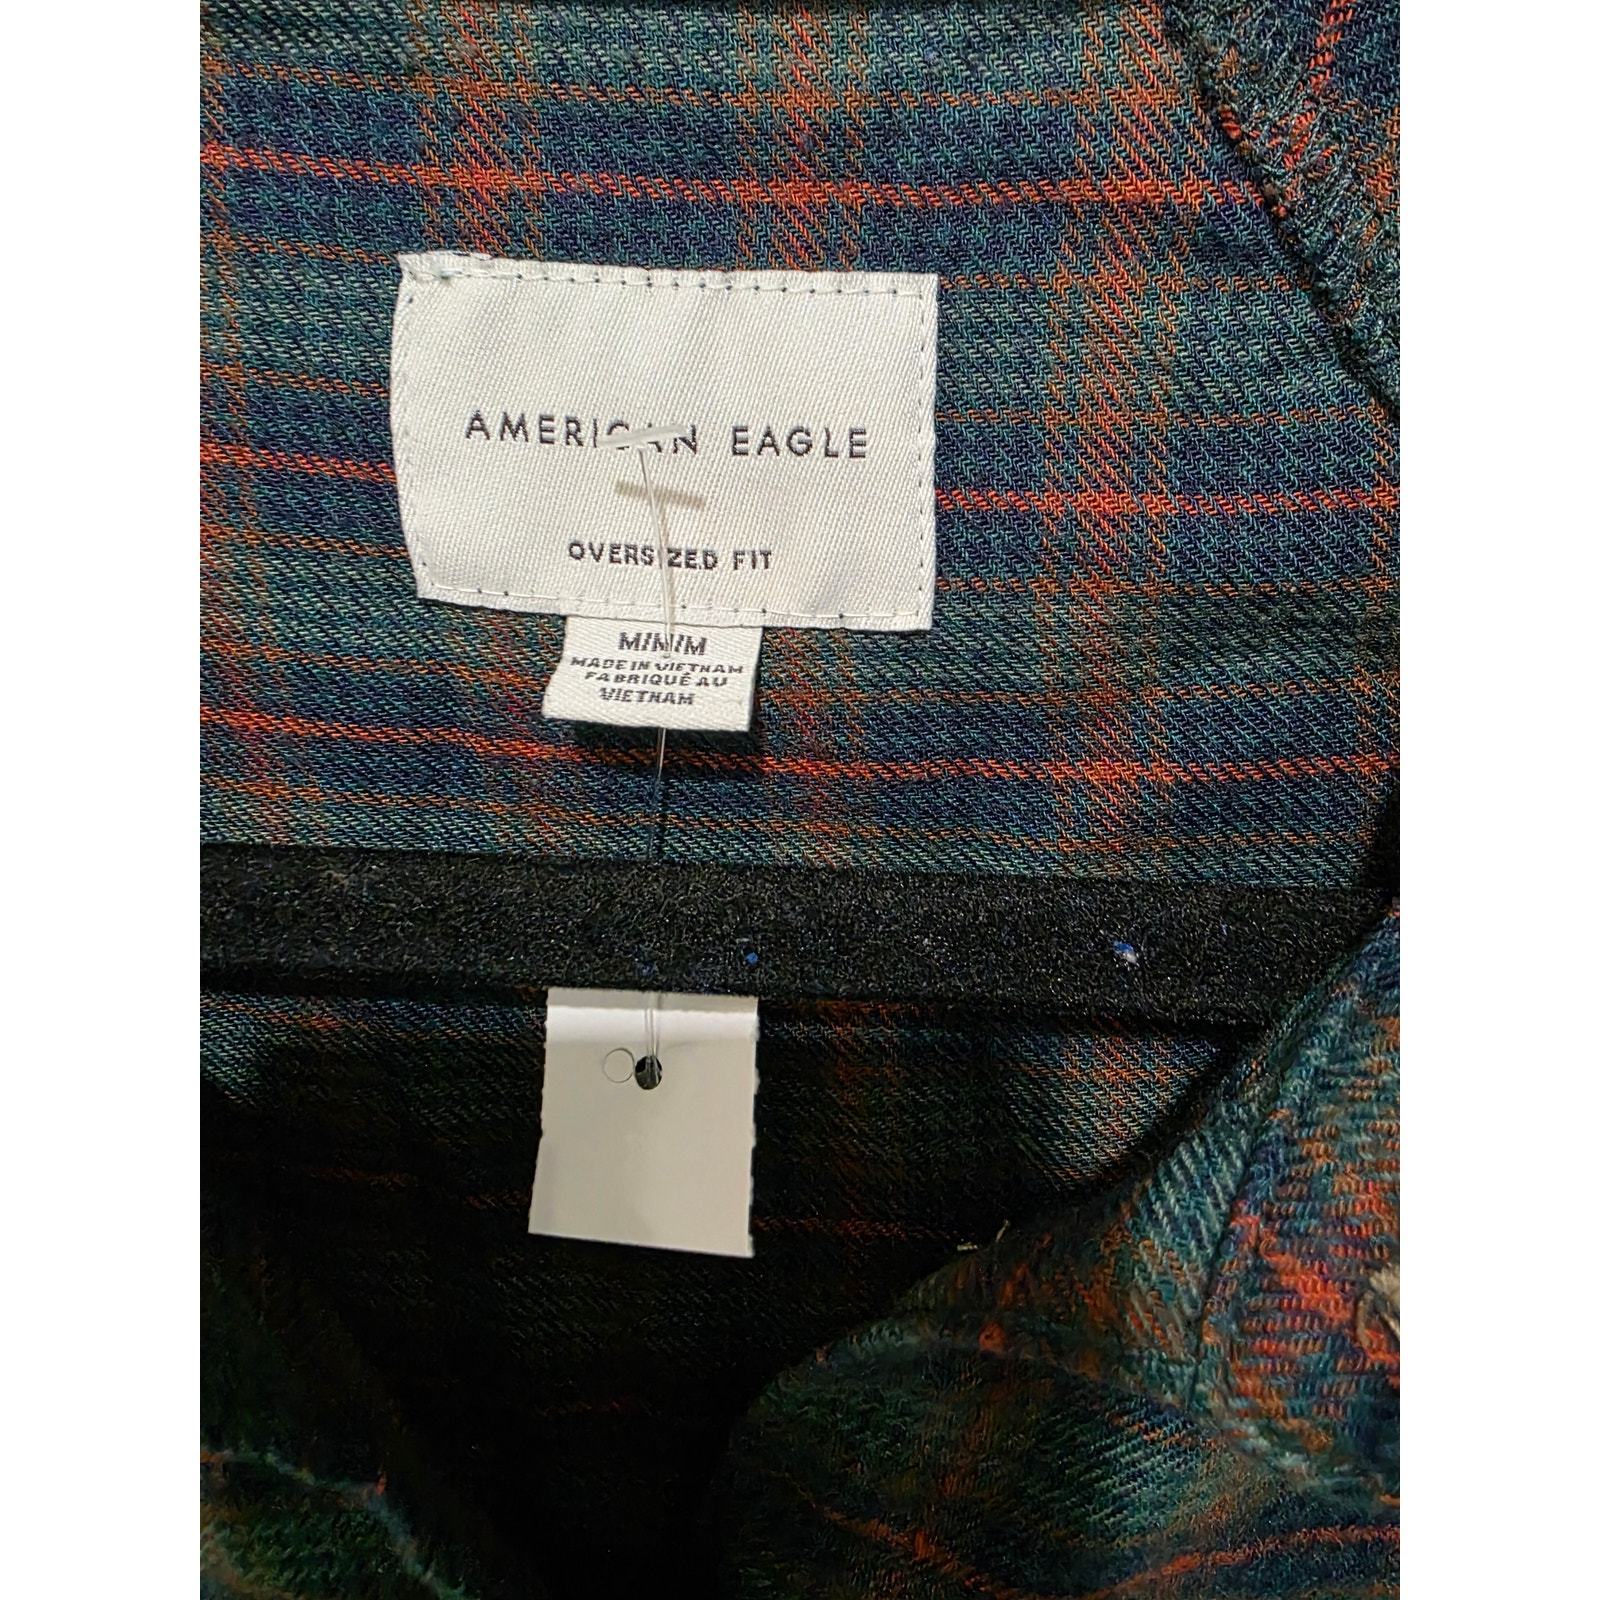 AMERICAN EAGLE
OVERSIZED FIT
M/M/M
MADE IN VIETNAM
FABRIQUÉ AU
VIETNAM